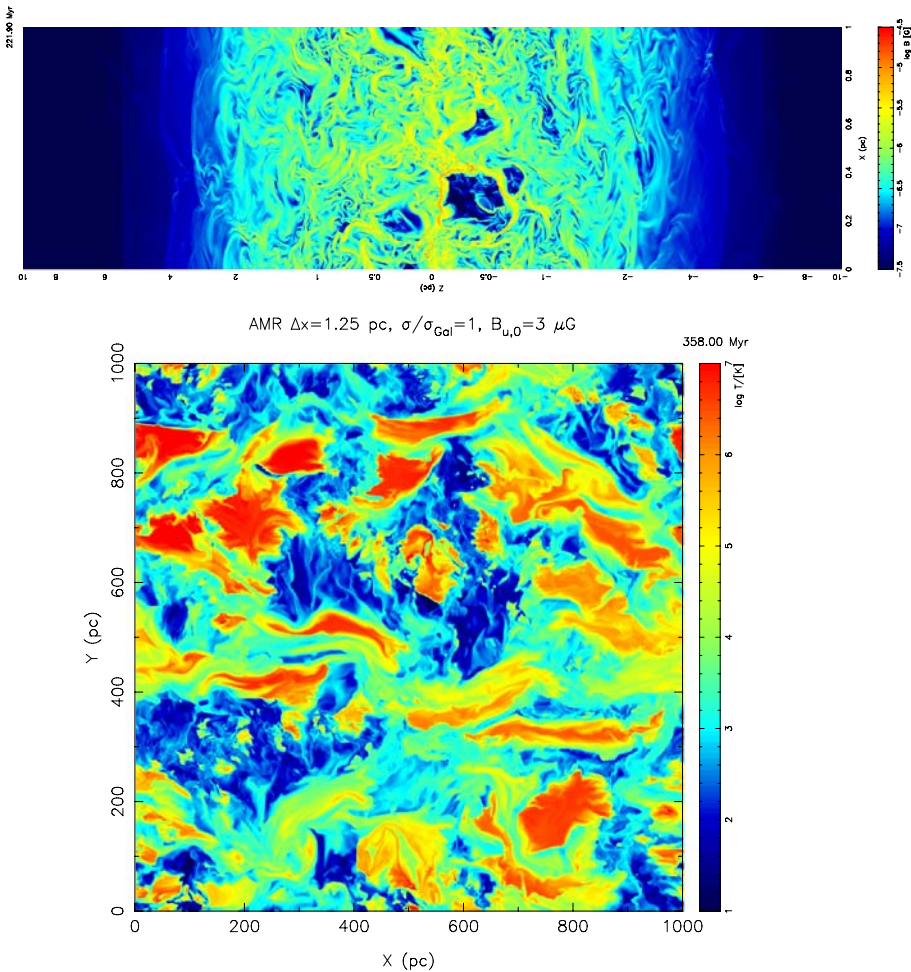 221.90 Myr
log B [G]
-4.5
-5
-5.5
-6
-6.5
-7
-7.5
1
0.8
0.6
0.4
0.2
0
X (pc)
10 8 6 4 2 1 0.5 0 -0.5 -1 -2 -4 -6 -8 -10
Z (pc)
AMR Δx=1.25 pc, σ/σGal=1, Bu,0=3 μG
358.00 Myr
log T/[K]
7
6
5
4
3
2
1
1000
800
600
400
200
0
Y (pc)
0 200 400 600 800 1000
X (pc)